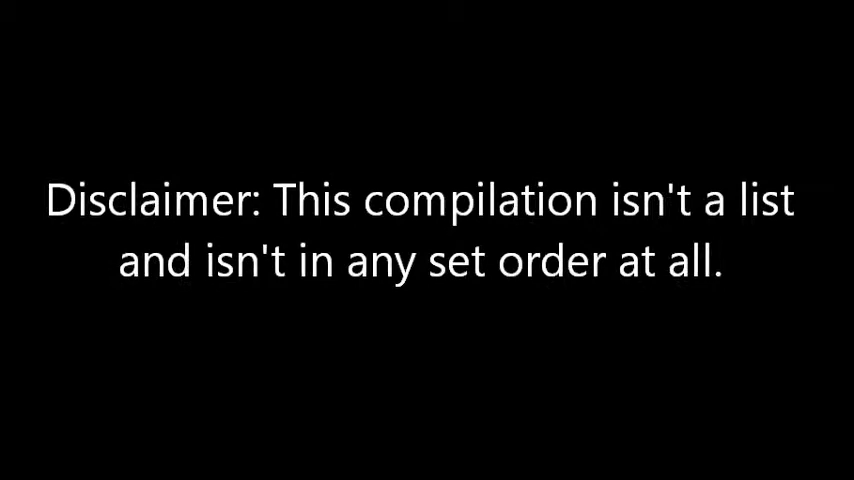 Disclaimer: This compilation isn't a list
and isn't in any set order at all.